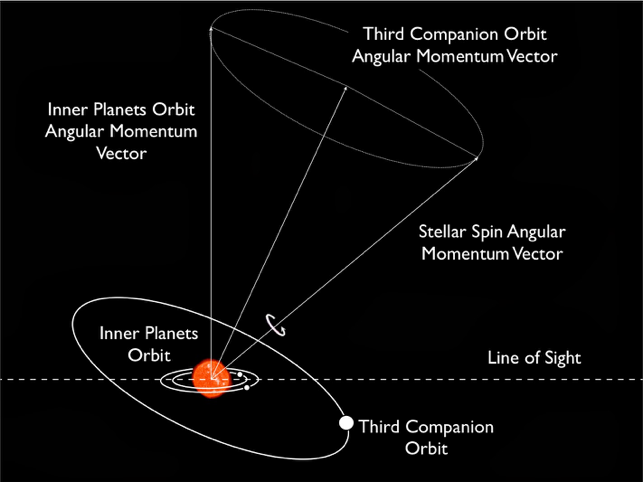 Third Companion Orbit
Angular Momentum Vector
Inner Planets Orbit
Angular Momentum
Vector
Stellar Spin Angular
Momentum Vector
Inner Planets
Orbit
Line of Sight
Third Companion
Orbit